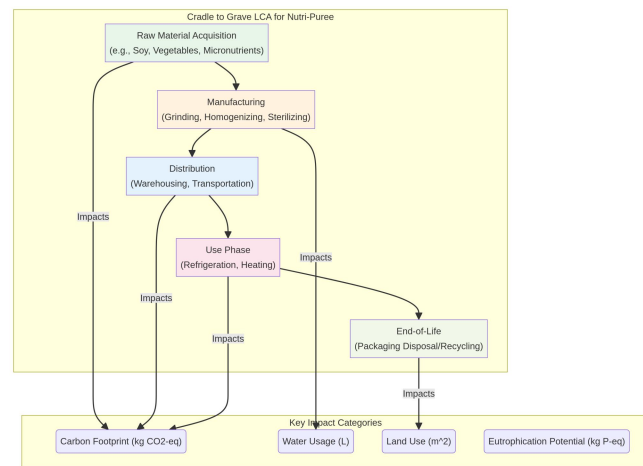 Cradle to Grave LCA for Nutri-Puree
Raw Material Acquisition
(e.g., Soy, Vegetables, Micronutrients)
Manufacturing
(Grinding, Homogenizing, Sterilizing)
Distribution
(Warehousing, Transportation)
Impacts
Use Phase
(Refrigeration, Heating)
Impacts
Impacts
End-of-Life
(Packaging Disposal/Recycling)
Impacts
Impacts
Key Impact Categories
Carbon Footprint (kg CO2-eq)
Water Usage (L)
Land Use (m^2)
Eutrophication Potential (kg P-eq)